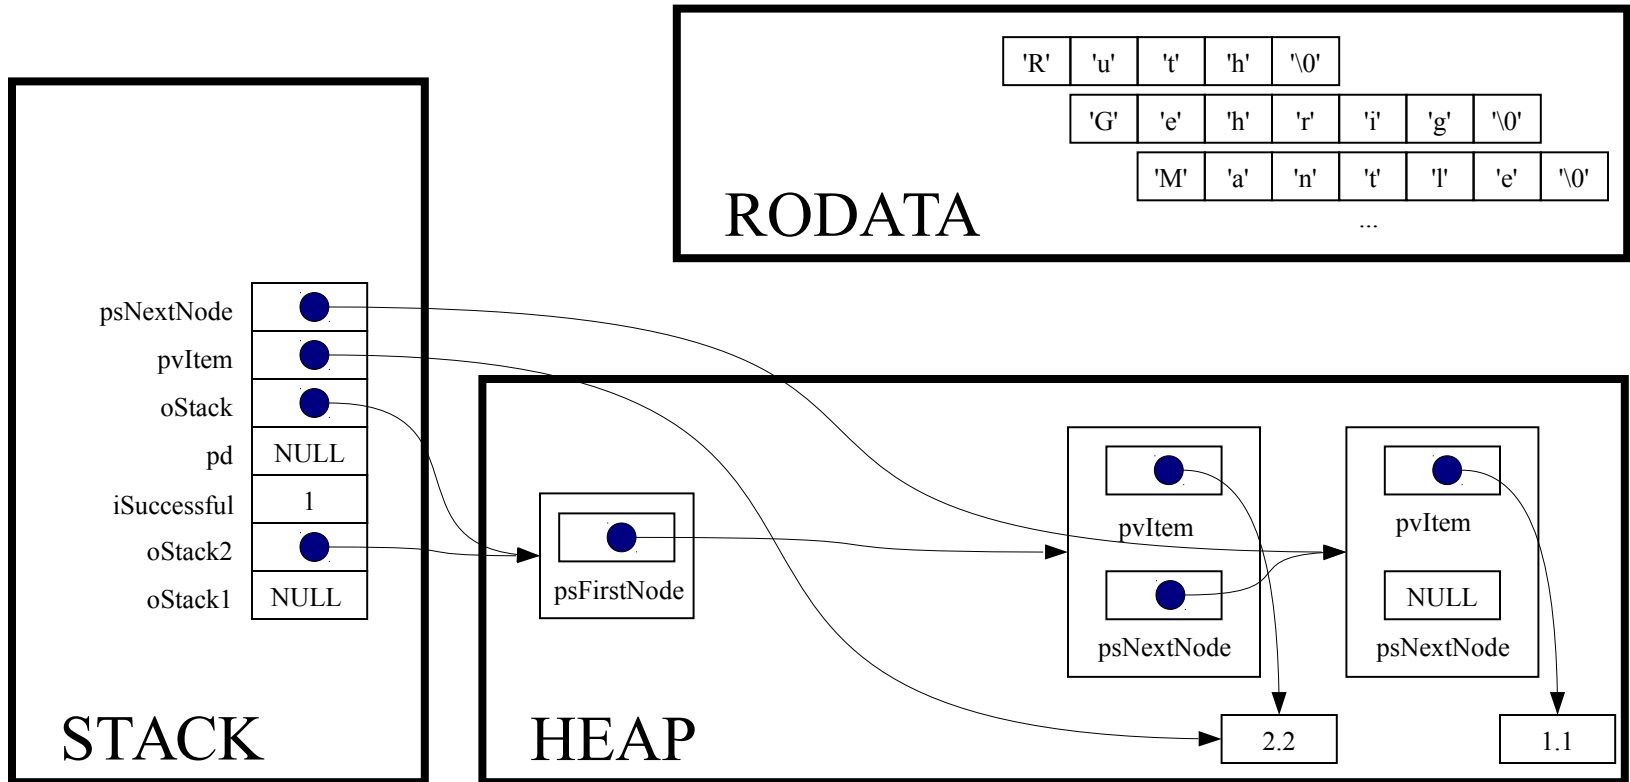 'R' 'u' 't' 'h' '\0'
'G' 'e' 'h' 'r' 'i' 'g' '\0'
'M' 'a' 'n' 't' 'l' 'e' '\0'
...
RODATA
psNextNode
pvItem
oStack
pd NULL
iSuccessful 1
oStack2
oStack1 NULL
STACK
psFirstNode
pvItem
psNextNode
pvItem
NULL
psNextNode
2.2
1.1
HEAP